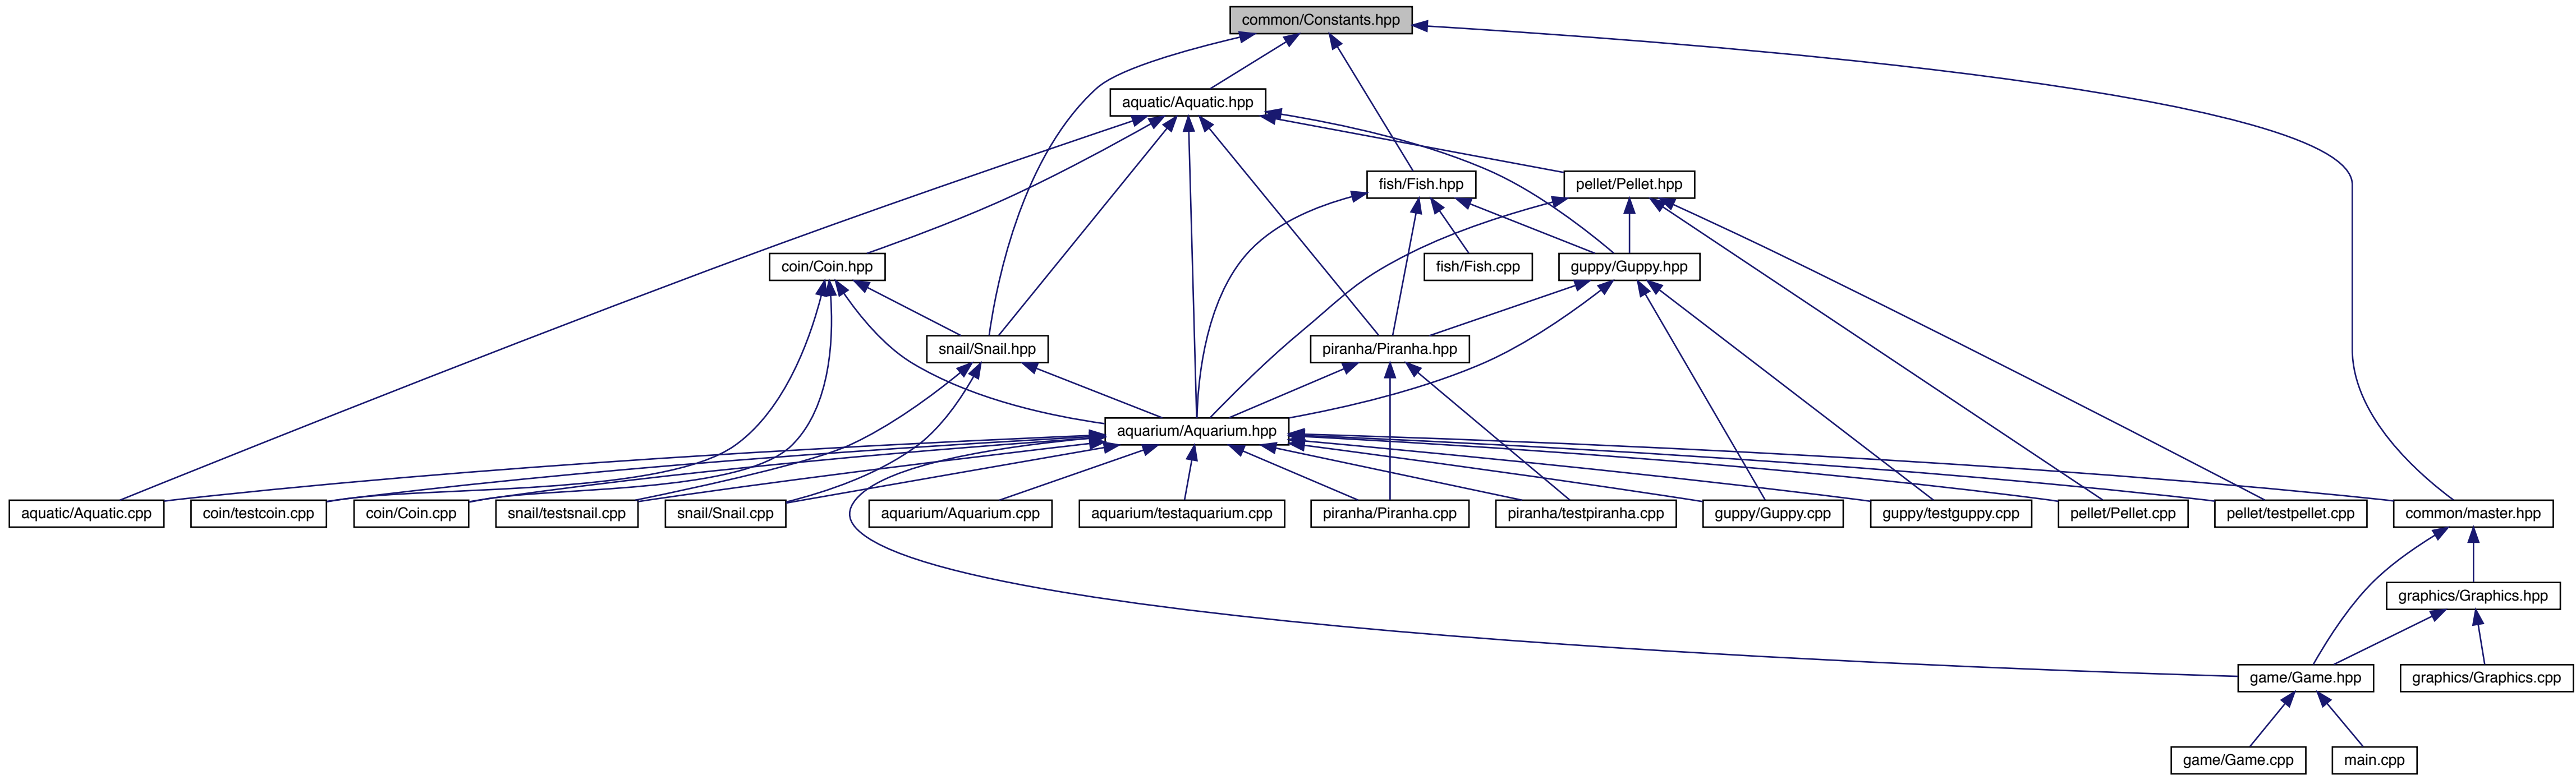 common/Constants.hpp
aquatic/Aquatic.hpp
fish/Fish.hpp
pellet/Pellet.hpp
coin/Coin.hpp
fish/Fish.cpp
guppy/Guppy.hpp
snail/Snail.hpp
piranha/Piranha.hpp
aquarium/Aquarium.hpp
aquatic/Aquatic.cpp
coin/testcoin.cpp
coin/Coin.cpp
snail/testsnail.cpp
snail/Snail.cpp
aquarium/Aquarium.cpp
aquarium/testaquarium.cpp
piranha/Piranha.cpp
piranha/testpiranha.cpp
guppy/Guppy.cpp
guppy/testguppy.cpp
pellet/Pellet.cpp
pellet/testpellet.cpp
common/master.hpp
graphics/Graphics.hpp
game/Game.hpp
graphics/Graphics.cpp
game/Game.cpp
main.cpp